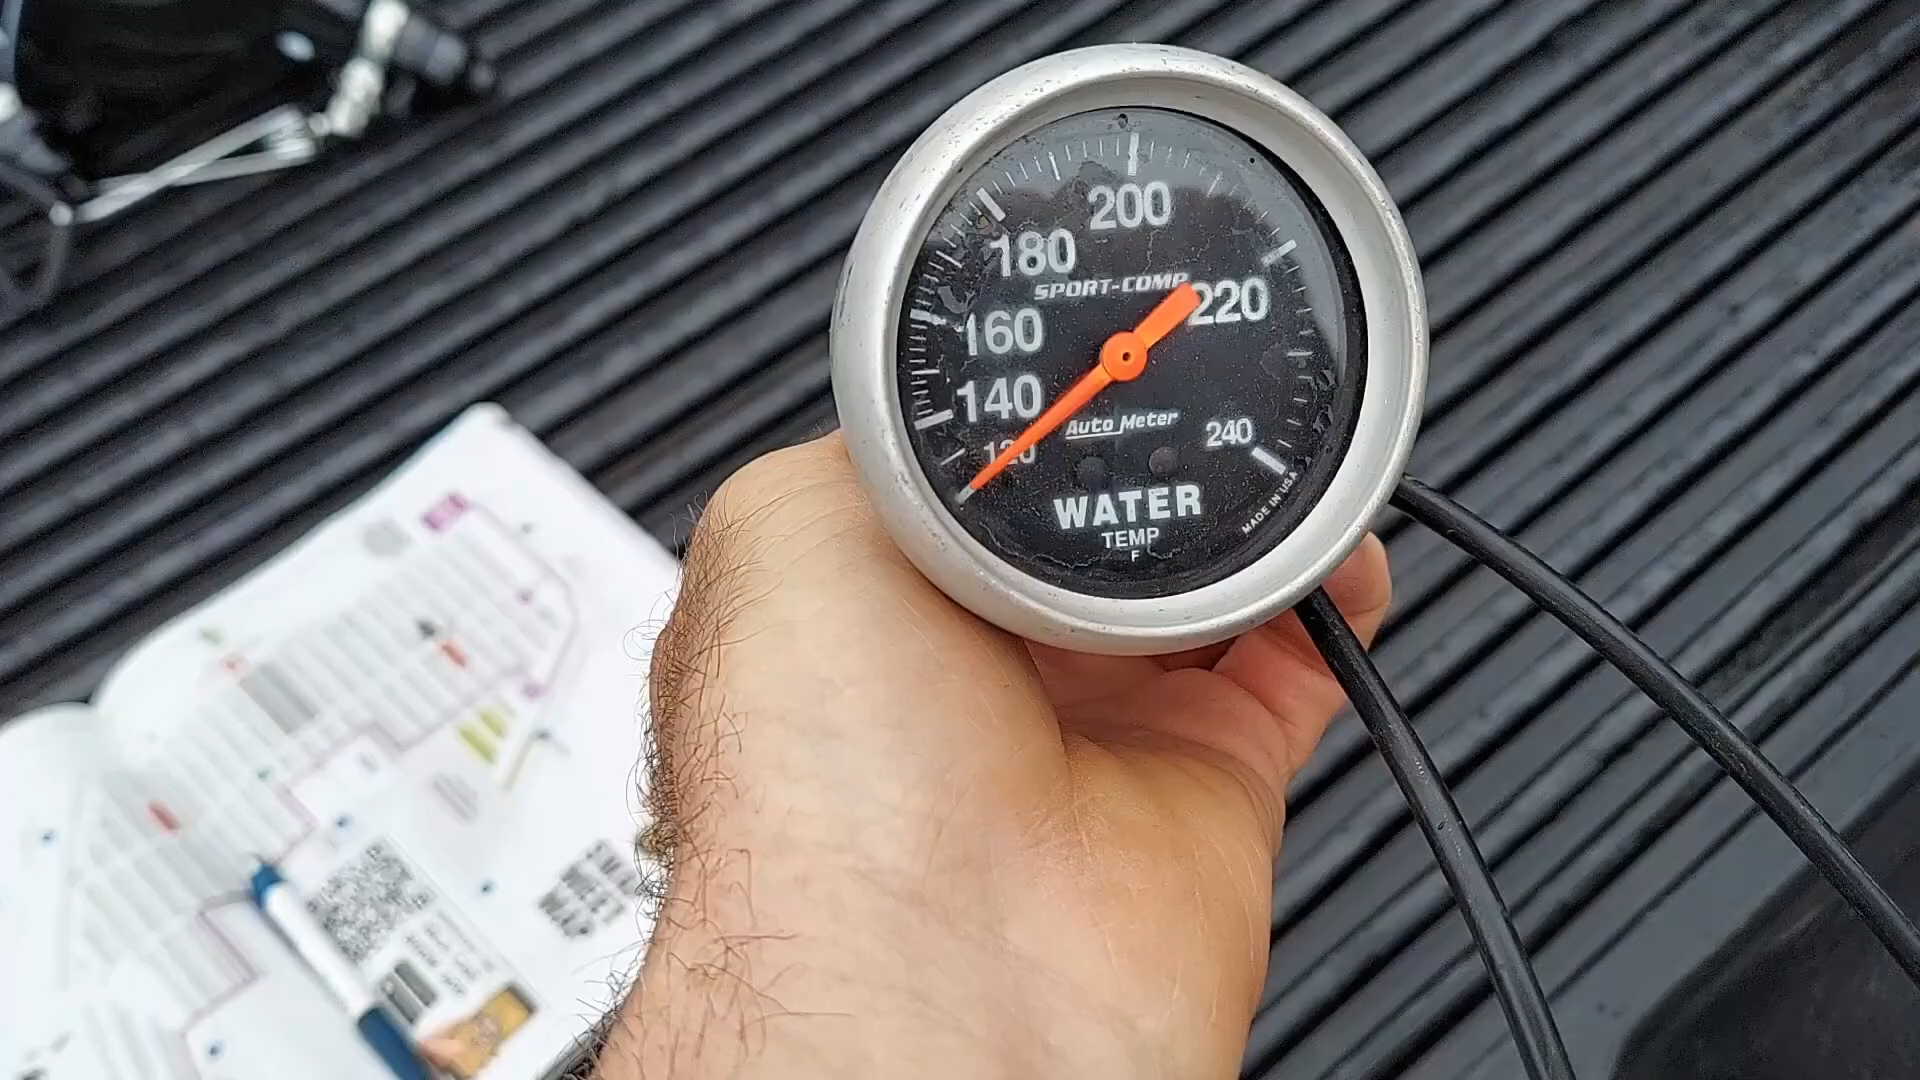 200
180
SPORT-COMP
220
160
140
Auto Meter
120
240
WATER
TEMP
F
MADE IN USA